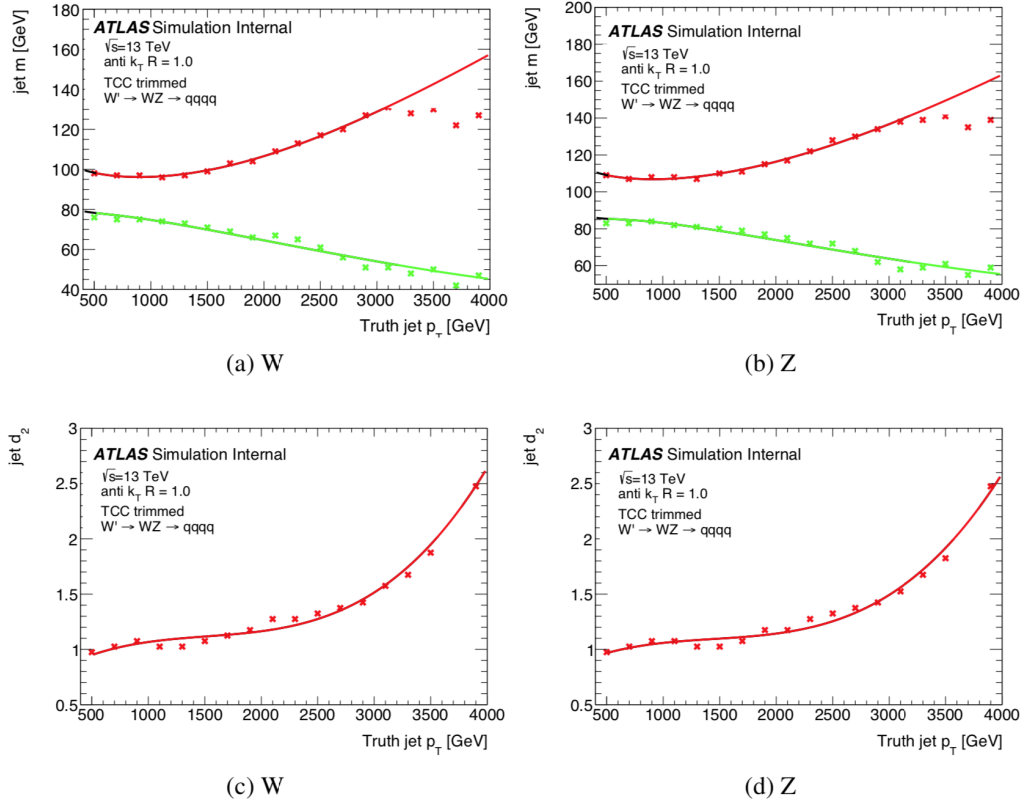 jet m [GeV]
180
160
140
120
100
80
60
40
ATLAS Simulation Internal
√s=13 TeV
anti k_T R = 1.0
TCC trimmed
W' → WZ → qqqq
500 1000 1500 2000 2500 3000 3500 4000
Truth jet p_T [GeV]
(a) W
jet m [GeV]
200
180
160
140
120
100
80
60
ATLAS Simulation Internal
√s=13 TeV
anti k_T R = 1.0
TCC trimmed
W' → WZ → qqqq
500 1000 1500 2000 2500 3000 3500 4000
Truth jet p_T [GeV]
(b) Z
jet d_2
3
2.5
2
1.5
1
0.5
ATLAS Simulation Internal
√s=13 TeV
anti k_T R = 1.0
TCC trimmed
W' → WZ → qqqq
500 1000 1500 2000 2500 3000 3500 4000
Truth jet p_T [GeV]
(c) W
jet d_2
3
2.5
2
1.5
1
0.5
ATLAS Simulation Internal
√s=13 TeV
anti k_T R = 1.0
TCC trimmed
W' → WZ → qqqq
500 1000 1500 2000 2500 3000 3500 4000
Truth jet p_T [GeV]
(d) Z